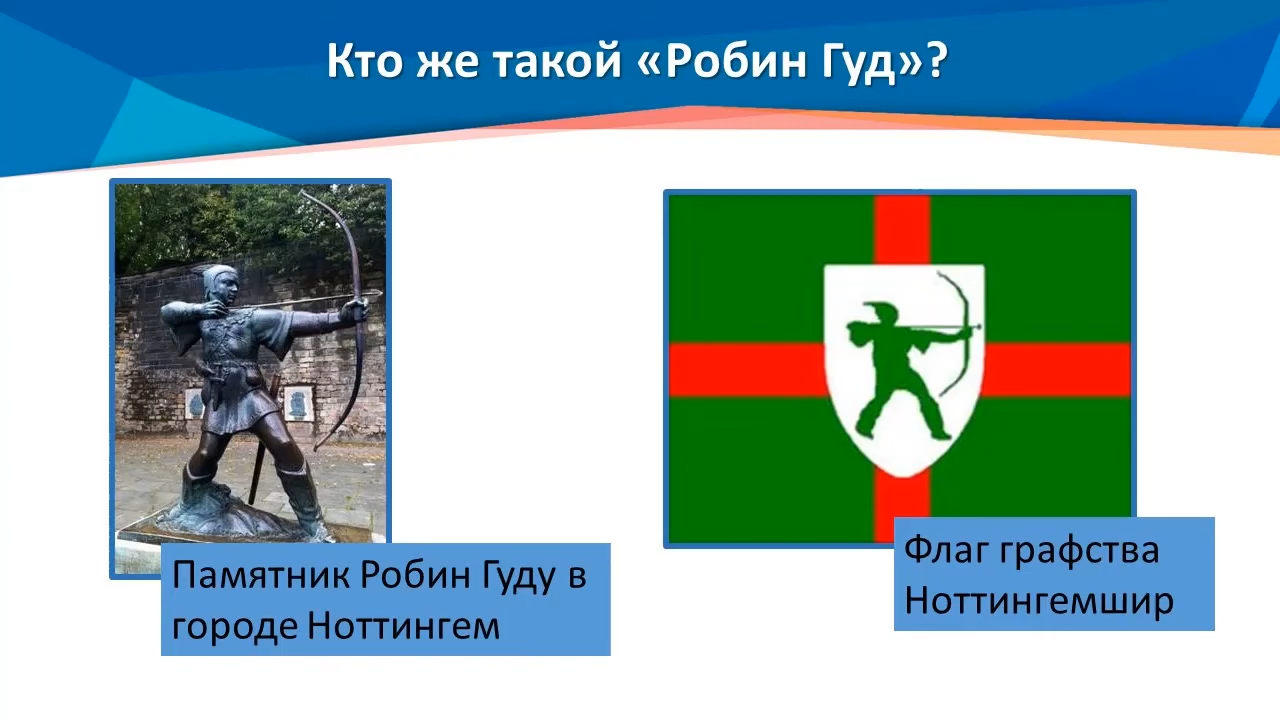 Кто же такой «Робин Гуд»?
Памятник Робин Гуду в
городе Ноттингем
Флаг графства
Ноттингемшир